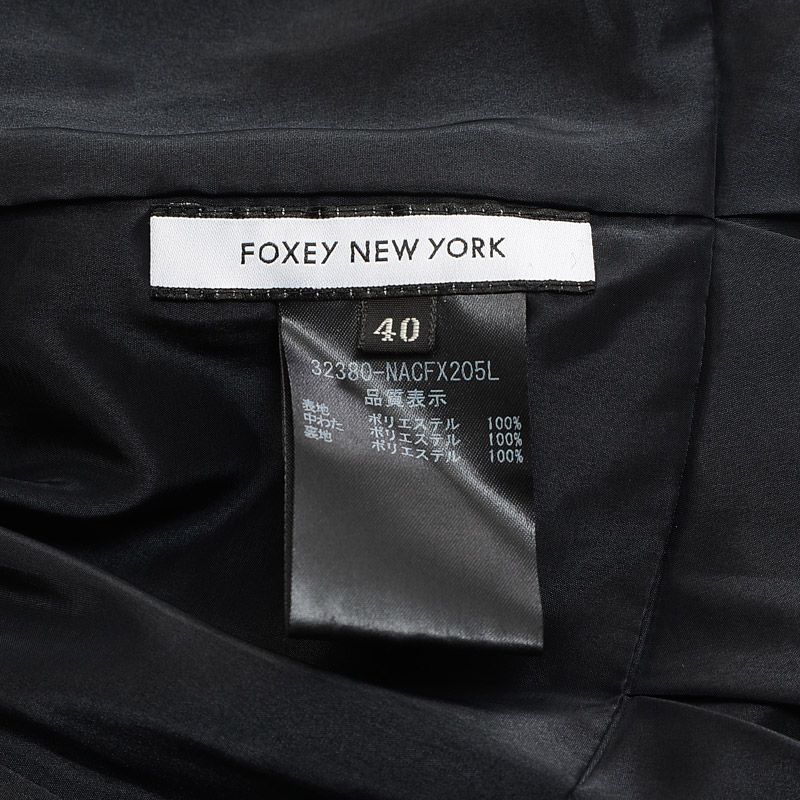 FOXEY NEW YORK
40
32380-NACFX205L
品質表示
表地 ポリエステル 100%
中わた ポリエステル 100%
裏地 ポリエステル 100%